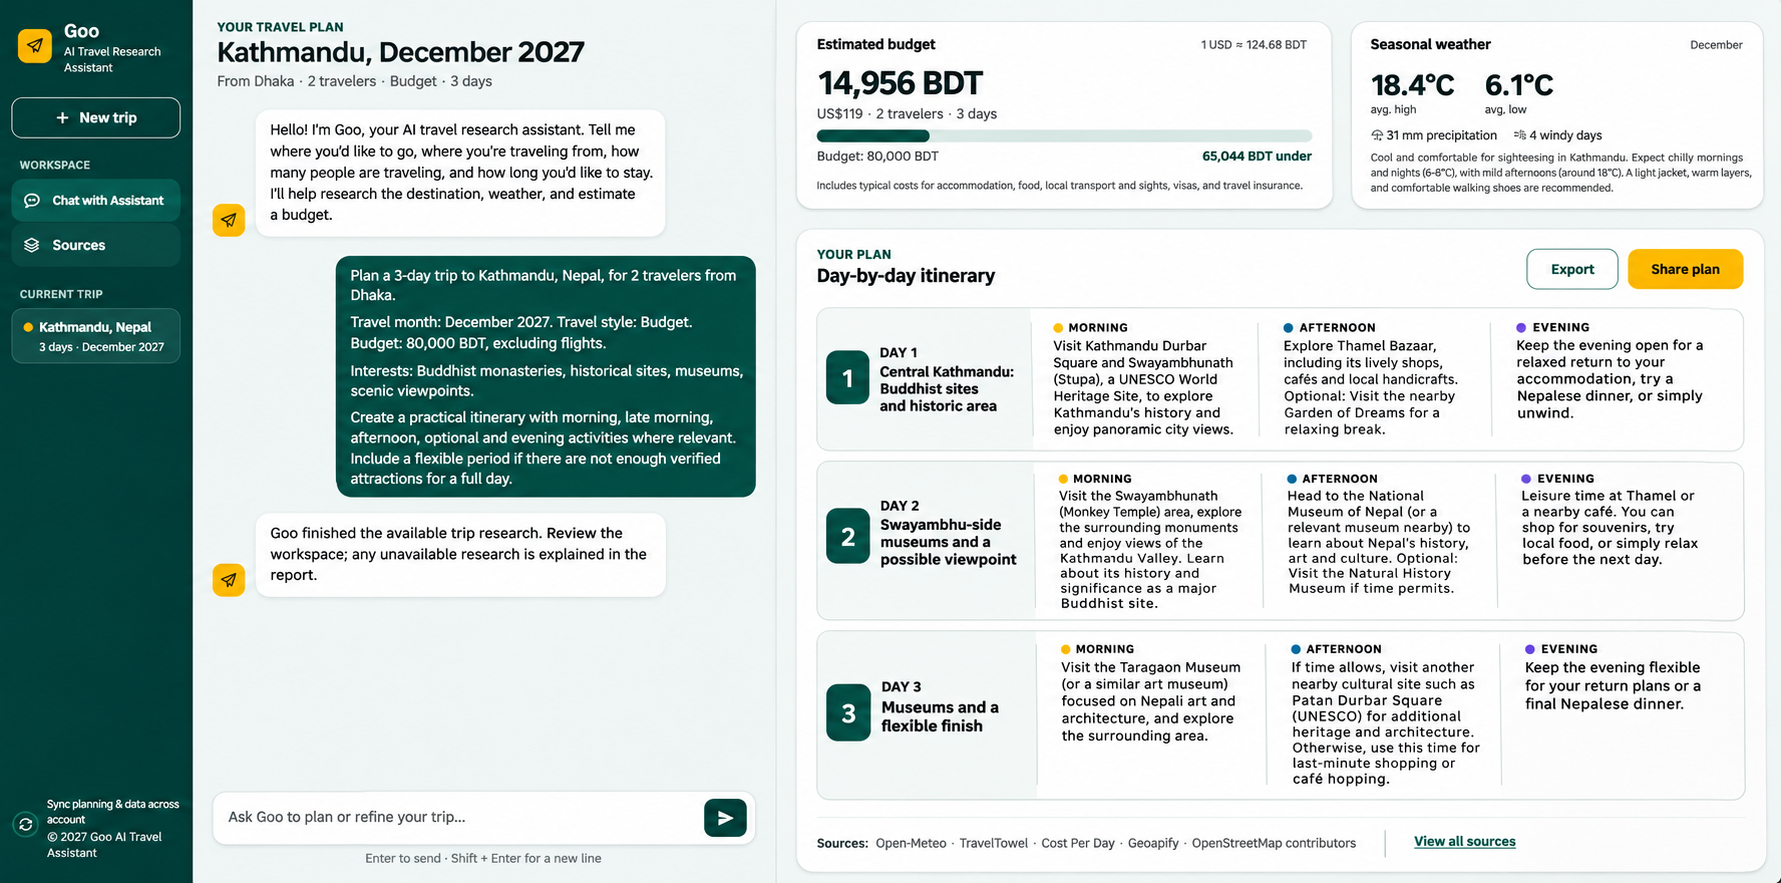 Goo
AI Travel Research
Assistant
+ New trip
WORKSPACE
Chat with Assistant
Sources
CURRENT TRIP
Kathmandu, Nepal
3 days · December 2027
Sync planning & data across
account
© 2027 Goo AI Travel
Assistant
YOUR TRAVEL PLAN
Kathmandu, December 2027
From Dhaka · 2 travelers · Budget · 3 days
Hello! I'm Goo, your AI travel research assistant. Tell me
where you'd like to go, where you're traveling from, how
many people are traveling, and how long you'd like to stay.
I'll help research the destination, weather, and estimate
a budget.
Plan a 3-day trip to Kathmandu, Nepal, for 2 travelers from
Dhaka.
Travel month: December 2027. Travel style: Budget.
Budget: 80,000 BDT, excluding flights.
Interests: Buddhist monasteries, historical sites, museums,
scenic viewpoints.
Create a practical itinerary with morning, late morning,
afternoon, optional and evening activities where relevant.
Include a flexible period if there are not enough verified
attractions for a full day.
Goo finished the available trip research. Review the
workspace; any unavailable research is explained in the
report.
Ask Goo to plan or refine your trip...
Enter to send · Shift + Enter for a new line
Estimated budget
1 USD ≈ 124.68 BDT
14,956 BDT
US$119 · 2 travelers · 3 days
Budget: 80,000 BDT
65,044 BDT under
Includes typical costs for accommodation, food, local transport and sights, visas, and travel insurance.
Seasonal weather
December
18.4°C 6.1°C
avg. high avg. low
31 mm precipitation 4 windy days
Cool and comfortable for sighteesing in Kathmandu. Expect chilly mornings
and nights (6-8°C), with mild afternoons (around 18°C). A light jacket, warm layers,
and comfortable walking shoes are recommended.
YOUR PLAN
Day-by-day itinerary
Export
Share plan
1
DAY 1
Central Kathmandu:
Buddhist sites
and historic area
MORNING
Visit Kathmandu Durbar
Square and Swayambhunath
(Stupa), a UNESCO World
Heritage Site, to explore
Kathmandu's history and
enjoy panoramic city views.
AFTERNOON
Explore Thamel Bazaar,
including its lively shops,
cafés and local handicrafts.
Optional: Visit the nearby
Garden of Dreams for a
relaxing break.
EVENING
Keep the evening open for a
relaxed return to your
accommodation, try a
Nepalese dinner, or simply
unwind.
2
DAY 2
Swayambhu-side
museums and a
possible viewpoint
MORNING
Visit the Swayambhunath
(Monkey Temple) area, explore
the surrounding monuments
and enjoy views of the
Kathmandu Valley. Learn
about its history and
significance as a major
Buddhist site.
AFTERNOON
Head to the National
Museum of Nepal (or a
relevant museum nearby) to
learn about Nepal's history,
art and culture. Optional:
Visit the Natural History
Museum if time permits.
EVENING
Leisure time at Thamel or
a nearby café. You can
shop for souvenirs, try
local food, or simply relax
before the next day.
3
DAY 3
Museums and a
flexible finish
MORNING
Visit the Taragaon Museum
(or a similar art museum)
focused on Nepali art and
architecture, and explore
the surrounding area.
AFTERNOON
If time allows, visit another
nearby cultural site such as
Patan Durbar Square
(UNESCO) for additional
heritage and architecture.
Otherwise, use this time for
last-minute shopping or
café hopping.
EVENING
Keep the evening flexible
for your return plans or a
final Nepalese dinner.
Sources: Open-Meteo · TravelTowel · Cost Per Day · Geoapify · OpenStreetMap contributors
View all sources